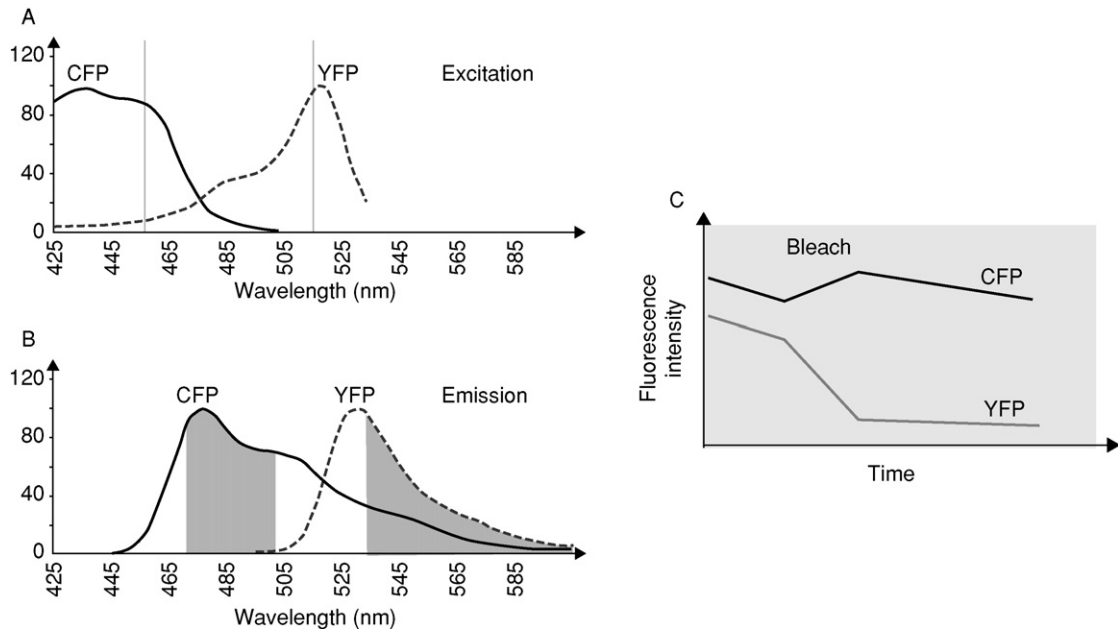 A
120
80
40
0
CFP
YFP
Excitation
425
445
465
485
505
525
545
565
585
Wavelength (nm)
B
120
80
40
0
CFP
YFP
Emission
425
445
465
485
505
525
545
565
585
Wavelength (nm)
C
Fluorescence
intensity
Bleach
CFP
YFP
Time